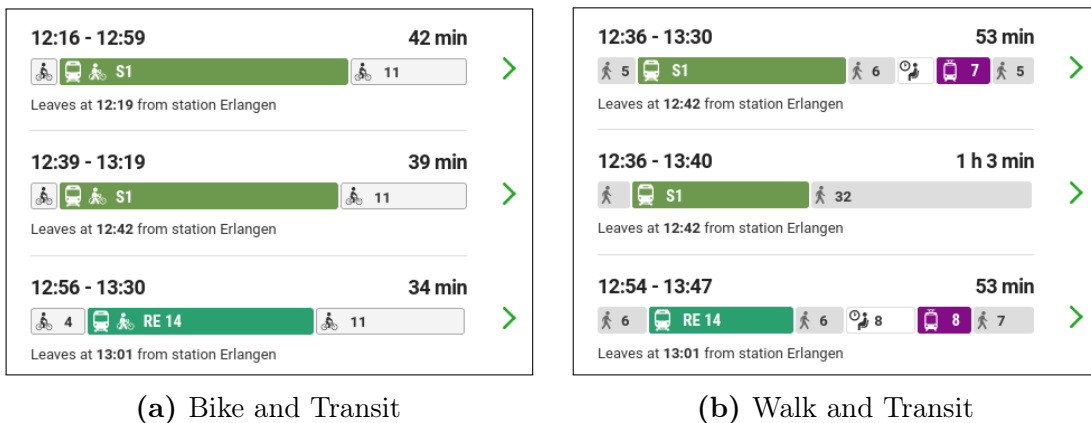 12:16 - 12:59 42 min
S1 11
Leaves at 12:19 from station Erlangen
12:39 - 13:19 39 min
S1 11
Leaves at 12:42 from station Erlangen
12:56 - 13:30 34 min
4 RE 14 11
Leaves at 13:01 from station Erlangen
(a) Bike and Transit
12:36 - 13:30 53 min
5 S1 6 7 5
Leaves at 12:42 from station Erlangen
12:36 - 13:40 1 h 3 min
S1 32
Leaves at 12:42 from station Erlangen
12:54 - 13:47 53 min
6 RE 14 6 8 8 7
Leaves at 13:01 from station Erlangen
(b) Walk and Transit